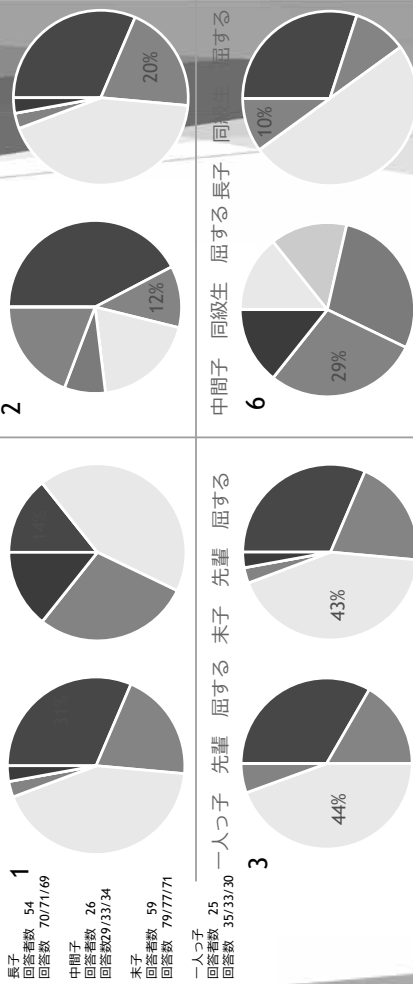 長子
回答者数 54
回答数 70/71/69
中間子
回答者数 26
回答数29/33/34
末子
回答者数 59
回答数 79/77/71
一人っ子
回答者数 25
回答数 35/33/30
1
31%
14%
2
12%
20%
一人っ子 先輩 屈する
末子 先輩 屈する
中間子 同級生 屈する
長子 同級生 屈する
3
44%
43%
6
29%
10%